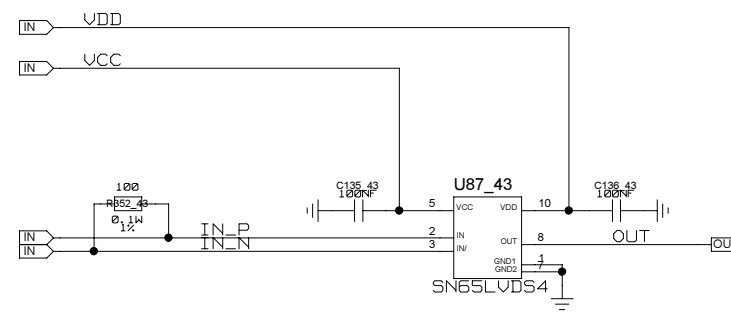 IN VDD
IN VCC
100
R352_43
0.1W
1%
C135_43
100NF
U87_43
C136_43
100NF
5 VCC VDD 10
IN IN_P 2 IN
IN IN_N 3 IN/
OUT 8 OUT OU
GND1 1
GND2 7
SN65LVDS4